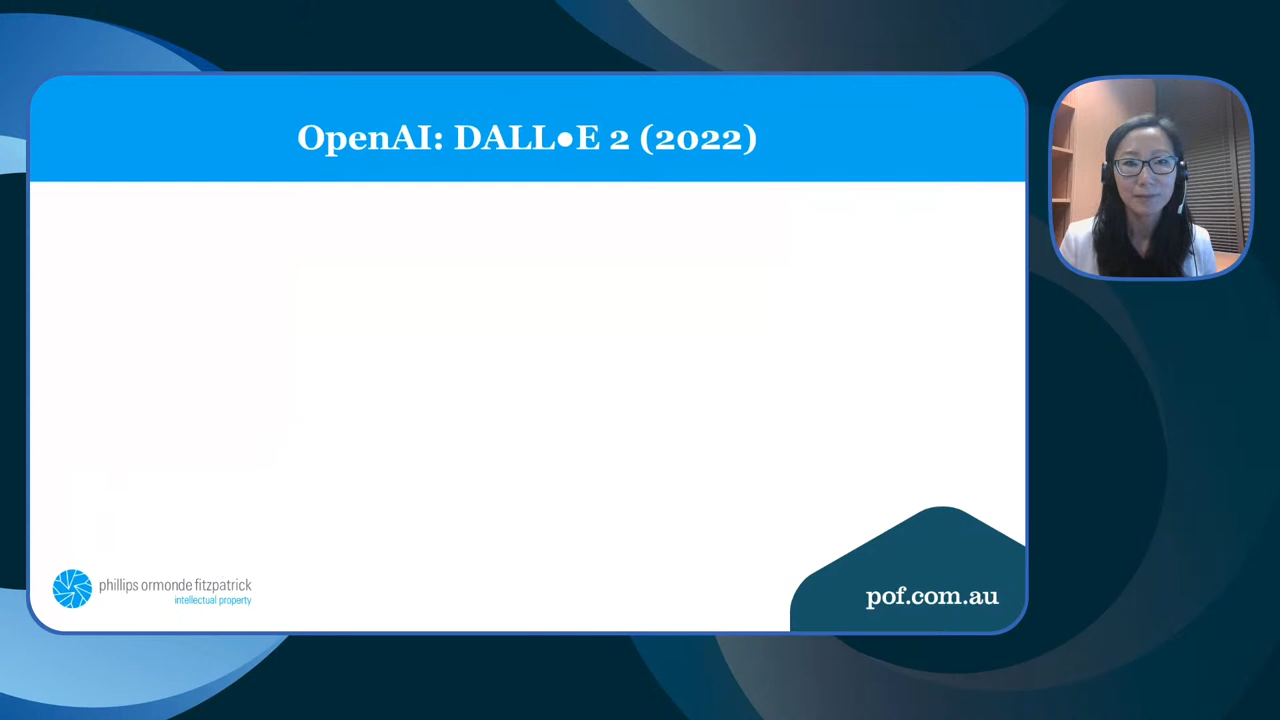 OpenAI: DALL●E 2 (2022)
phillips ormonde fitzpatrick
intellectual property
pof.com.au